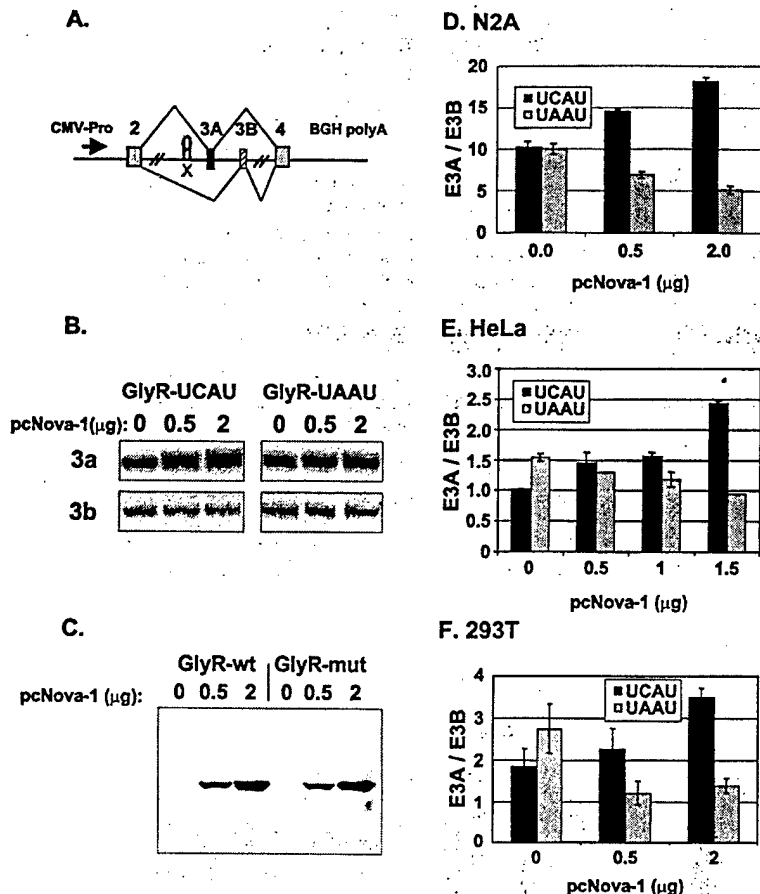 A.
CMV-Pro
2
3A
3B
4
BGH polyA
X
B.
GlyR-UCAU GlyR-UAAU
pcNova-1(µg): 0 0.5 2 0 0.5 2
3a
3b
C.
GlyR-wt GlyR-mut
pcNova-1 (µg): 0 0.5 2 0 0.5 2
D. N2A
20
15
10
5
0
E3A / E3B
UCAU
UAAU
0.0 0.5 2.0
pcNova-1 (µg)
E. HeLa
3.0
2.5
2.0
1.5
1.0
0.5
0
E3A / E3B
UCAU
UAAU
0 0.5 1 1.5
pcNova-1 (µg)
F. 293T
4
3
2
1
0
E3A / E3B
UCAU
UAAU
0 0.5 2
pcNova-1 (µg)